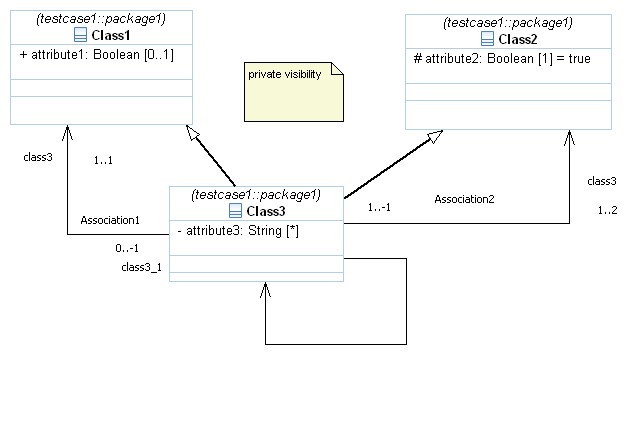 (testcase1::package1)
Class1
+ attribute1: Boolean [0..1]
(testcase1::package1)
Class2
# attribute2: Boolean [1] = true
private visibility
class3
1..1
(testcase1::package1)
Class3
- attribute3: String [*]
Association1
0..-1
class3_1
1..-1
Association2
class3
1..2